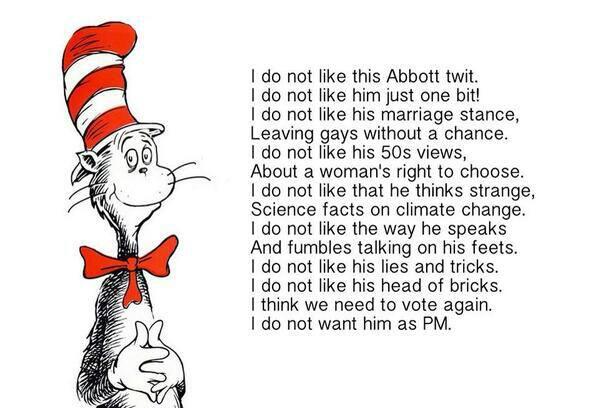 I do not like this Abbott twit.
I do not like him just one bit!
I do not like his marriage stance,
Leaving gays without a chance.
I do not like his 50s views,
About a woman's right to choose.
I do not like that he thinks strange,
Science facts on climate change.
I do not like the way he speaks
And fumbles talking on his feets.
I do not like his lies and tricks.
I do not like his head of bricks.
I think we need to vote again.
I do not want him as PM.